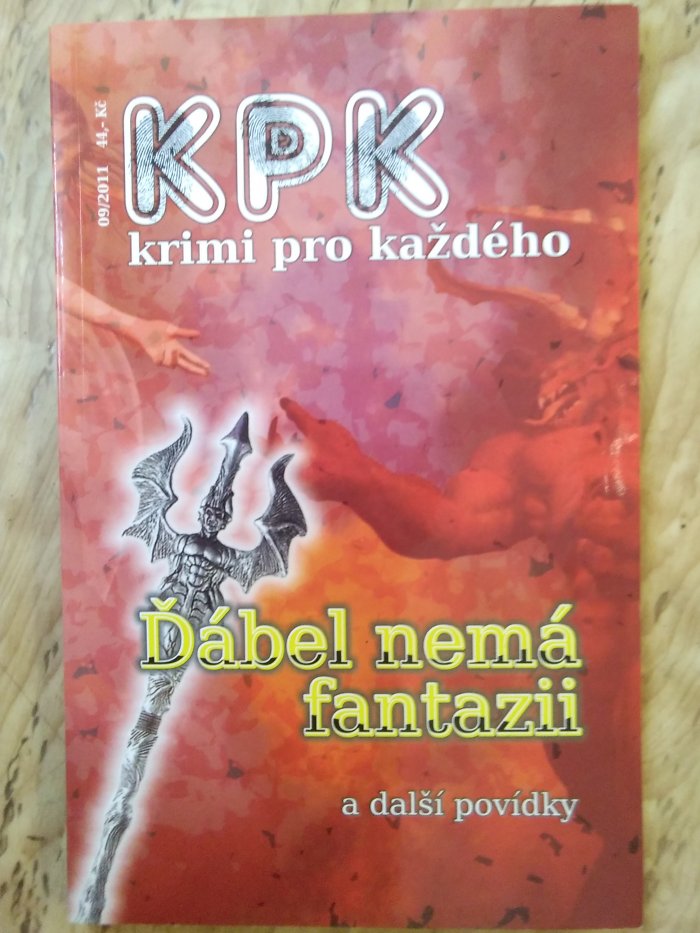 09/2011 44,- Kč
KPK
krimi pro každého
Ďábel nemá
fantazii
a další povídky